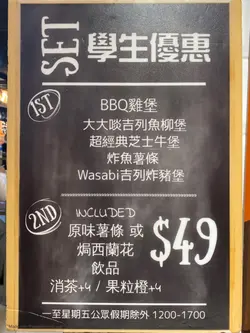 SET 學生優惠
1ST
BBQ雞堡
大大啖吉列魚柳堡
超經典芝士牛堡
炸魚薯條
Wasabi吉列炸豬堡
2ND
INCLUDED
原味薯條 或
焗西蘭花
飲品
$49
消茶+4 / 果粒橙+4
一至星期五公眾假期除外 1200-1700